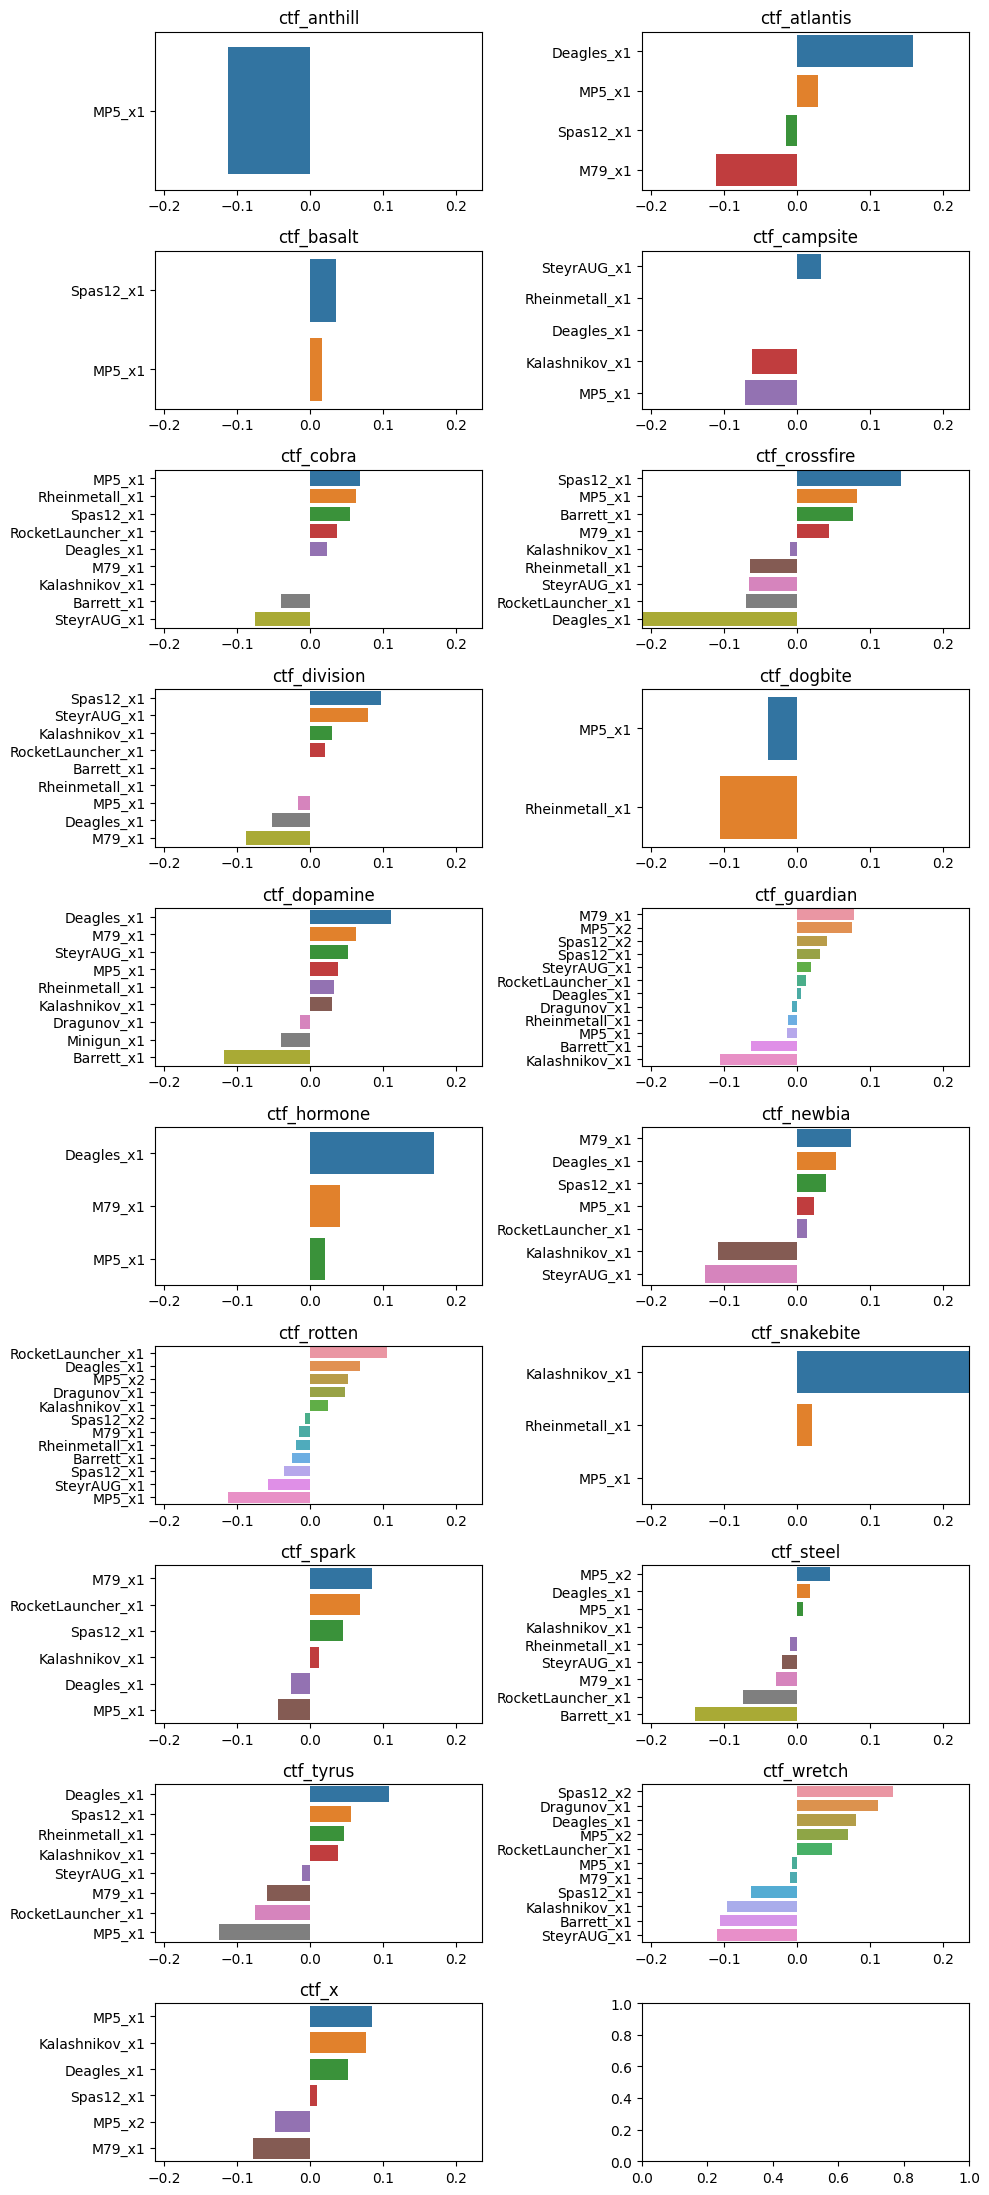 ctf_anthill
MP5_x1
−0.2 −0.1 0.0 0.1 0.2
ctf_atlantis
Deagles_x1
MP5_x1
Spas12_x1
M79_x1
−0.2 −0.1 0.0 0.1 0.2
ctf_basalt
Spas12_x1
MP5_x1
−0.2 −0.1 0.0 0.1 0.2
ctf_campsite
SteyrAUG_x1
Rheinmetall_x1
Deagles_x1
Kalashnikov_x1
MP5_x1
−0.2 −0.1 0.0 0.1 0.2
ctf_cobra
MP5_x1
Rheinmetall_x1
Spas12_x1
RocketLauncher_x1
Deagles_x1
M79_x1
Kalashnikov_x1
Barrett_x1
SteyrAUG_x1
−0.2 −0.1 0.0 0.1 0.2
ctf_crossfire
Spas12_x1
MP5_x1
Barrett_x1
M79_x1
Kalashnikov_x1
Rheinmetall_x1
SteyrAUG_x1
RocketLauncher_x1
Deagles_x1
−0.2 −0.1 0.0 0.1 0.2
ctf_division
Spas12_x1
SteyrAUG_x1
Kalashnikov_x1
RocketLauncher_x1
Barrett_x1
Rheinmetall_x1
MP5_x1
Deagles_x1
M79_x1
−0.2 −0.1 0.0 0.1 0.2
ctf_dogbite
MP5_x1
Rheinmetall_x1
−0.2 −0.1 0.0 0.1 0.2
ctf_dopamine
Deagles_x1
M79_x1
SteyrAUG_x1
MP5_x1
Rheinmetall_x1
Kalashnikov_x1
Dragunov_x1
Minigun_x1
Barrett_x1
−0.2 −0.1 0.0 0.1 0.2
ctf_guardian
M79_x1
MP5_x2
Spas12_x2
Spas12_x1
SteyrAUG_x1
RocketLauncher_x1
Deagles_x1
Dragunov_x1
Rheinmetall_x1
MP5_x1
Barrett_x1
Kalashnikov_x1
−0.2 −0.1 0.0 0.1 0.2
ctf_hormone
Deagles_x1
M79_x1
MP5_x1
−0.2 −0.1 0.0 0.1 0.2
ctf_newbia
M79_x1
Deagles_x1
Spas12_x1
MP5_x1
RocketLauncher_x1
Kalashnikov_x1
SteyrAUG_x1
−0.2 −0.1 0.0 0.1 0.2
ctf_rotten
RocketLauncher_x1
Deagles_x1
MP5_x2
Dragunov_x1
Kalashnikov_x1
Spas12_x2
M79_x1
Rheinmetall_x1
Barrett_x1
Spas12_x1
SteyrAUG_x1
MP5_x1
−0.2 −0.1 0.0 0.1 0.2
ctf_snakebite
Kalashnikov_x1
Rheinmetall_x1
MP5_x1
−0.2 −0.1 0.0 0.1 0.2
ctf_spark
M79_x1
RocketLauncher_x1
Spas12_x1
Kalashnikov_x1
Deagles_x1
MP5_x1
−0.2 −0.1 0.0 0.1 0.2
ctf_steel
MP5_x2
Deagles_x1
MP5_x1
Kalashnikov_x1
Rheinmetall_x1
SteyrAUG_x1
M79_x1
RocketLauncher_x1
Barrett_x1
−0.2 −0.1 0.0 0.1 0.2
ctf_tyrus
Deagles_x1
Spas12_x1
Rheinmetall_x1
Kalashnikov_x1
SteyrAUG_x1
M79_x1
RocketLauncher_x1
MP5_x1
−0.2 −0.1 0.0 0.1 0.2
ctf_wretch
Spas12_x2
Dragunov_x1
Deagles_x1
MP5_x2
RocketLauncher_x1
MP5_x1
M79_x1
Spas12_x1
Kalashnikov_x1
Barrett_x1
SteyrAUG_x1
−0.2 −0.1 0.0 0.1 0.2
ctf_x
MP5_x1
Kalashnikov_x1
Deagles_x1
Spas12_x1
MP5_x2
M79_x1
−0.2 −0.1 0.0 0.1 0.2
1.0
0.8
0.6
0.4
0.2
0.0
0.0 0.2 0.4 0.6 0.8 1.0